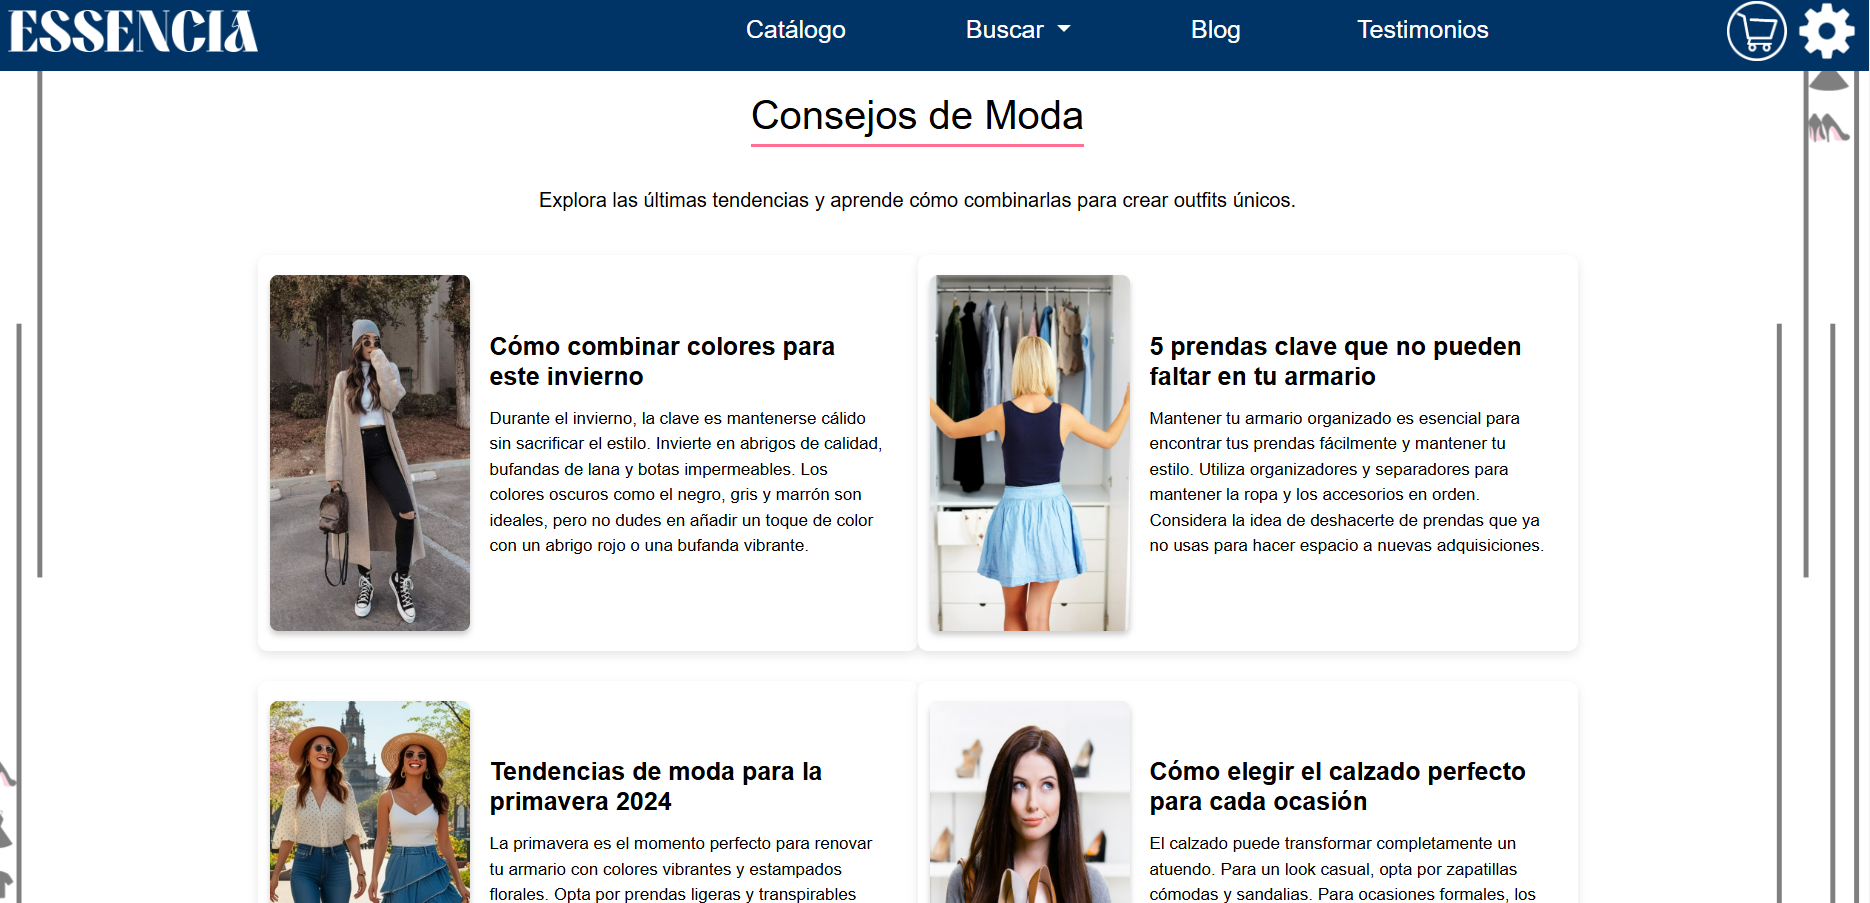 ESSENCIA
Catálogo
Buscar
Blog
Testimonios
Consejos de Moda
Explora las últimas tendencias y aprende cómo combinarlas para crear outfits únicos.
Cómo combinar colores para
este invierno
Durante el invierno, la clave es mantenerse cálido
sin sacrificar el estilo. Invierte en abrigos de calidad,
bufandas de lana y botas impermeables. Los
colores oscuros como el negro, gris y marrón son
ideales, pero no dudes en añadir un toque de color
con un abrigo rojo o una bufanda vibrante.
5 prendas clave que no pueden
faltar en tu armario
Mantener tu armario organizado es esencial para
encontrar tus prendas fácilmente y mantener tu
estilo. Utiliza organizadores y separadores para
mantener la ropa y los accesorios en orden.
Considera la idea de deshacerte de prendas que ya
no usas para hacer espacio a nuevas adquisiciones.
Tendencias de moda para la
primavera 2024
La primavera es el momento perfecto para renovar
tu armario con colores vibrantes y estampados
florales. Opta por prendas ligeras y transpirables
Cómo elegir el calzado perfecto
para cada ocasión
El calzado puede transformar completamente un
atuendo. Para un look casual, opta por zapatillas
cómodas y sandalias. Para ocasiones formales, los